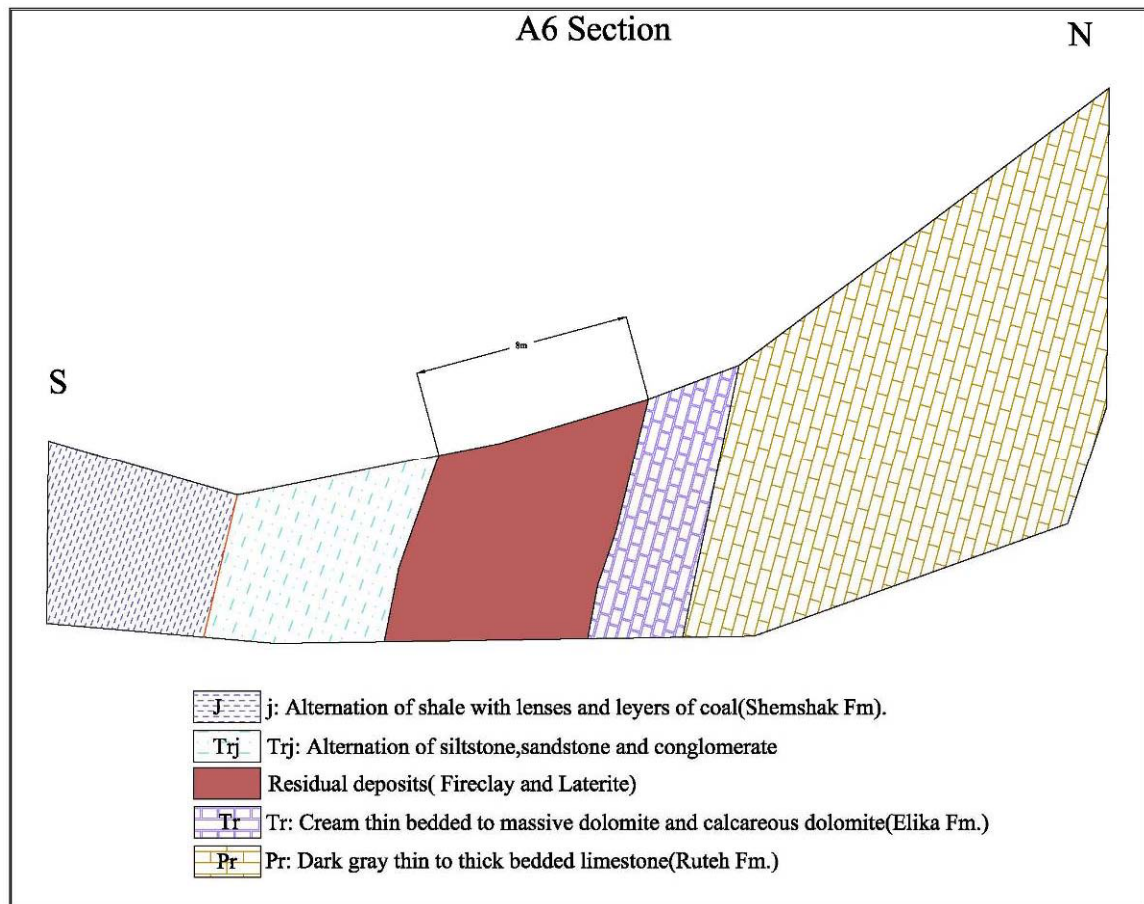 A6 Section
N
8m
S
J j: Alternation of shale with lenses and leyers of coal(Shemshak Fm).
Trj Trj: Alternation of siltstone,sandstone and conglomerate
Residual deposits( Fireclay and Laterite)
Tr Tr: Cream thin bedded to massive dolomite and calcareous dolomite(Elika Fm.)
Pr Pr: Dark gray thin to thick bedded limestone(Ruteh Fm.)